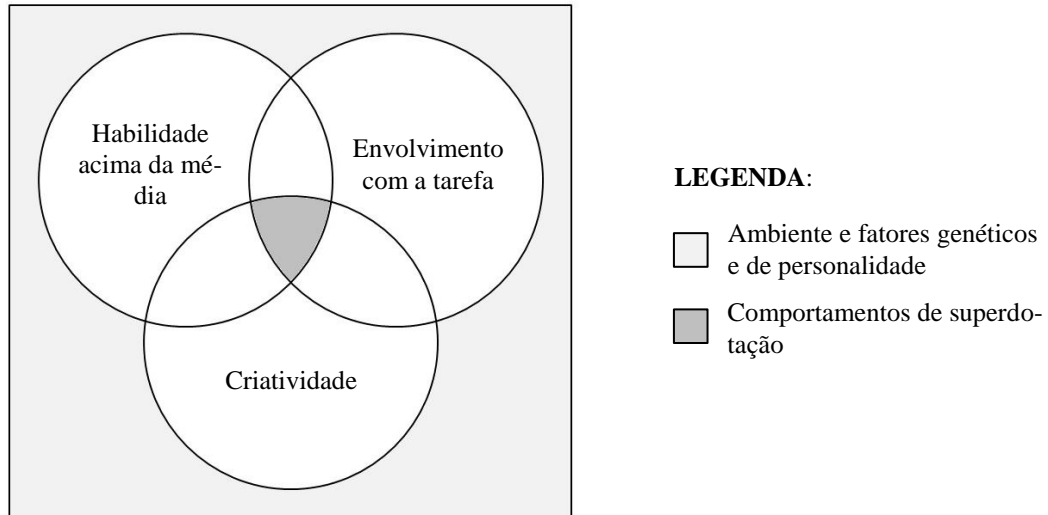 Habilidade
acima da mé-
dia
Envolvimento
com a tarefa
Criatividade
LEGENDA:
Ambiente e fatores genéticos
e de personalidade
Comportamentos de superdo-
tação